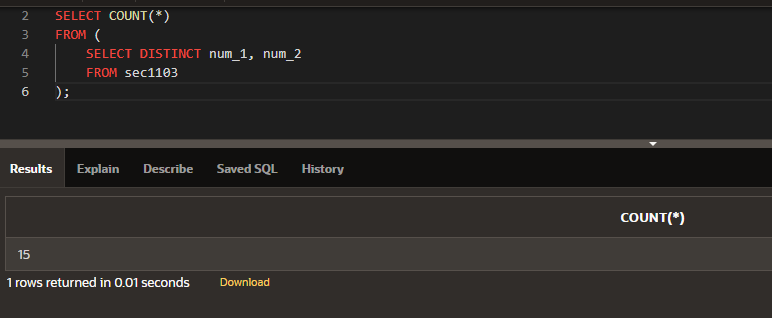 2 SELECT COUNT(*)
3 FROM (
4 SELECT DISTINCT num_1, num_2
5 FROM sec1103
6 );
Results Explain Describe Saved SQL History
COUNT(*)
15
1 rows returned in 0.01 seconds Download